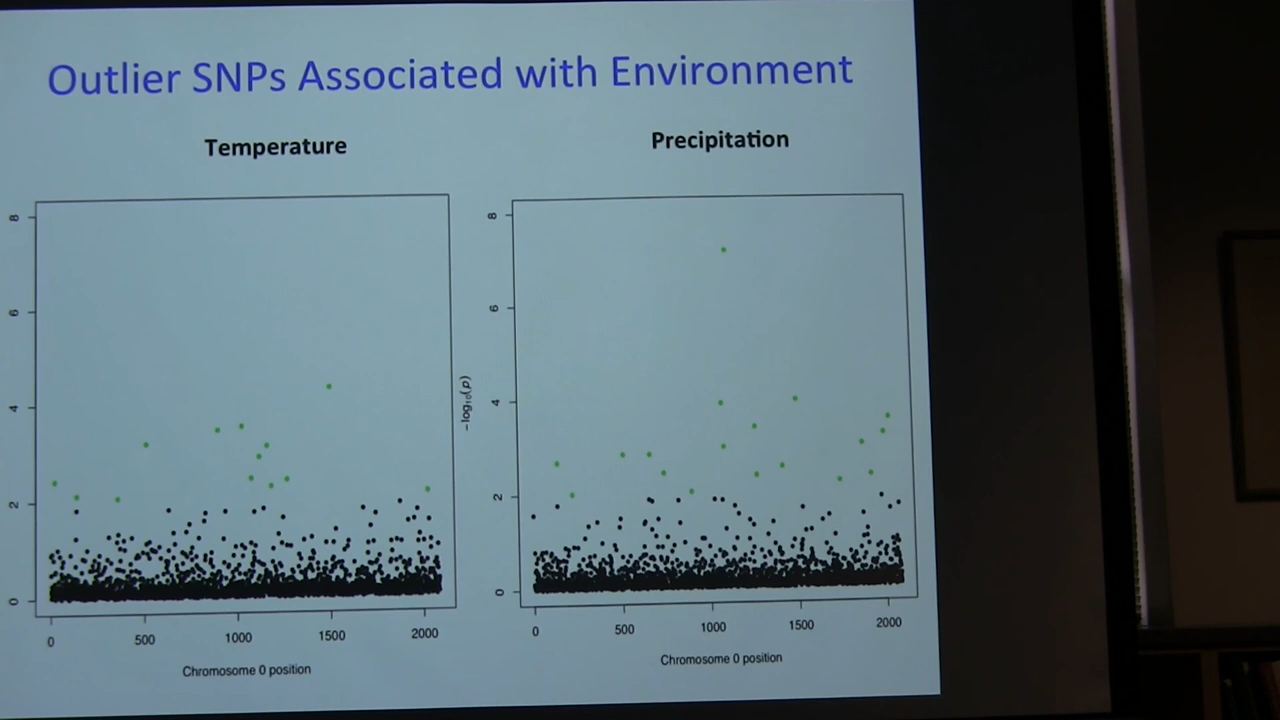 Outlier SNPs Associated with Environment
Temperature
Precipitation
8
6
4
2
0
0 500 1000 1500 2000
Chromosome 0 position
−log₁₀(p)
8
6
4
2
0
0 500 1000 1500 2000
Chromosome 0 position